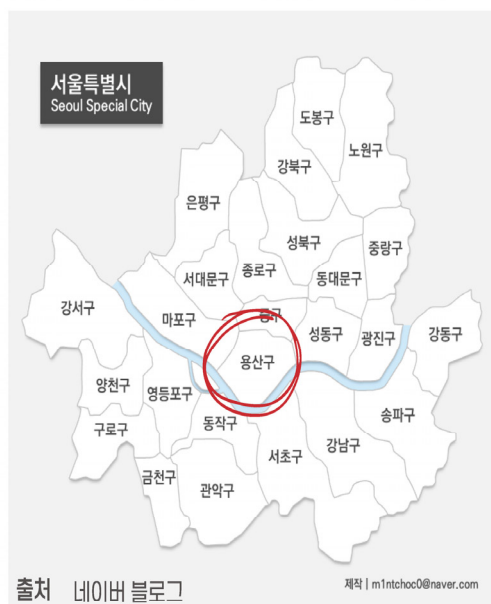 서울특별시
Seoul Special City
도봉구
노원구
강북구
은평구
성북구
중랑구
서대문구
종로구
동대문구
강서구
마포구
중구
성동구
광진구
강동구
용산구
양천구
영등포구
송파구
구로구
동작구
강남구
서초구
금천구
관악구
출처 네이버 블로그
제작 | m1ntchoc0@naver.com